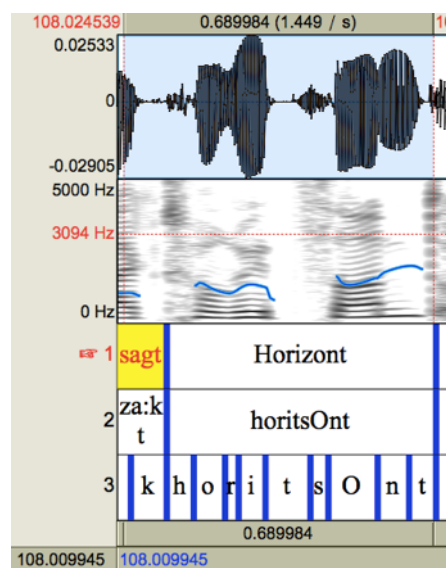 108.024539 0.689984 (1.449 / s)
0.02533
0
-0.02905
5000 Hz
3094 Hz
0 Hz
☞ 1 sagt Horizont
2 za:k
t horitsOnt
3 k h o r i t s O n t
0.689984
108.009945 108.009945